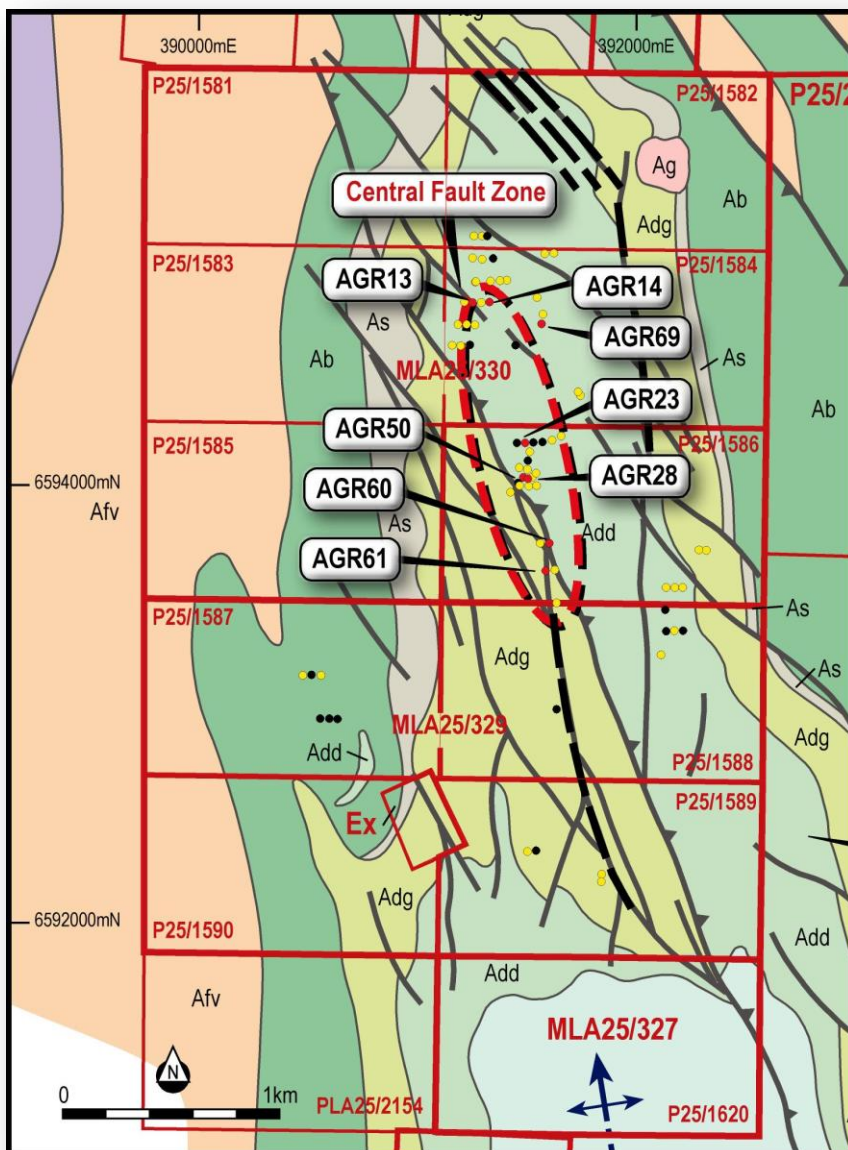 Adg
390000mE
392000mE
P25/1581
P25/1582
P25/2
Ag
Central Fault Zone
Ab
Adg
P25/1583
P25/1584
AGR13
AGR14
As
AGR69
Ab
As
AGR23
Ab
AGR50
P25/1585
P25/1586
6594000mN
AGR60
AGR28
Afv
As
Add
AGR61
P25/1587
As
Adg
As
MLA25/329
Add
Adg
P25/1588
P25/1589
Ex
Adg
6592000mN
P25/1590
Add
Add
Afv
MLA25/327
N
0
1km
PLA25/2154
P25/1620